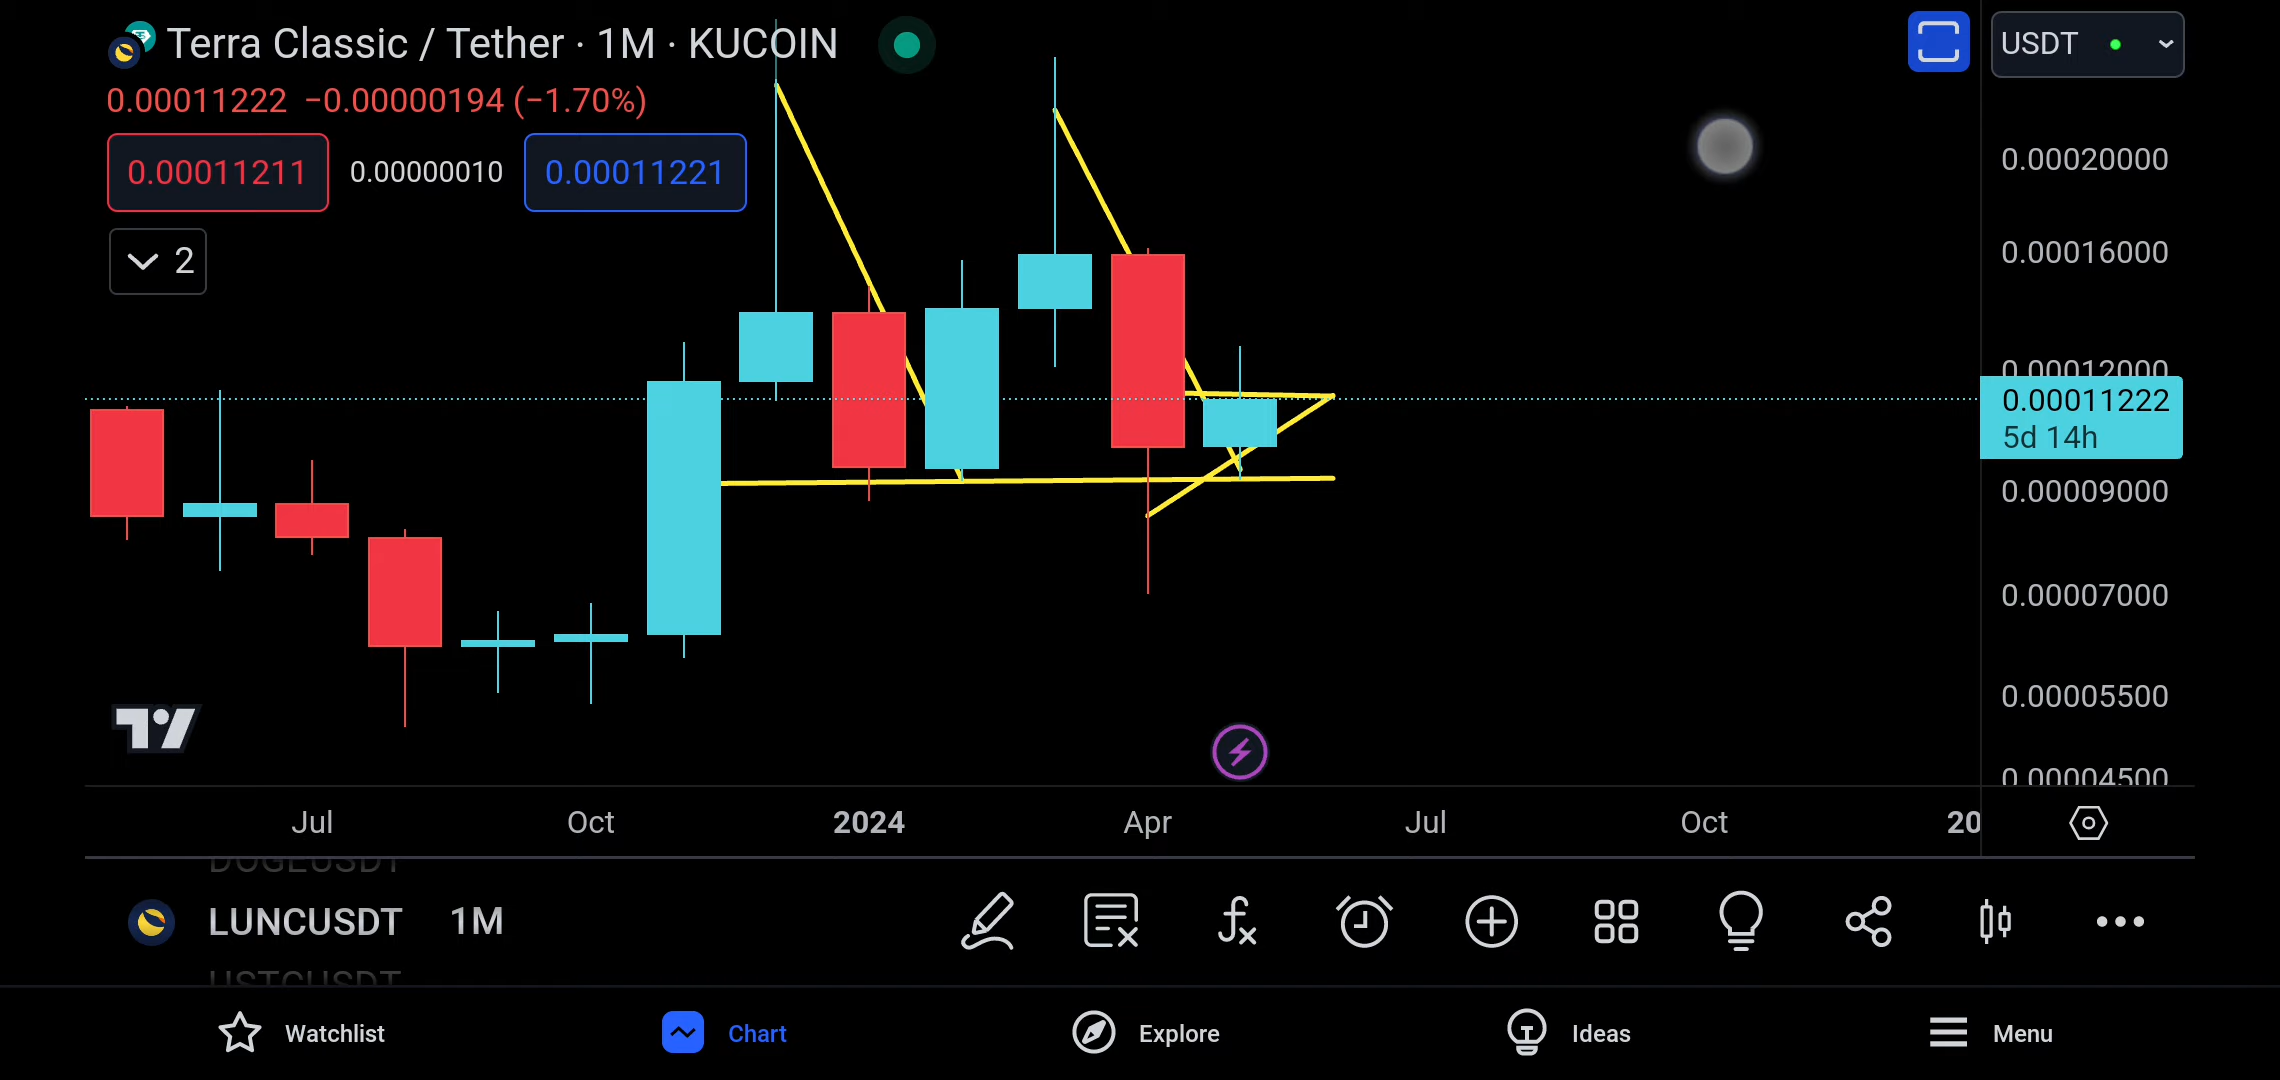 Terra Classic / Tether · 1M · KUCOIN
USDT
0.00011222 −0.00000194 (−1.70%)
0.00011211 0.00000010 0.00011221
2
0.00020000
0.00016000
0.00012000
0.00011222
5d 14h
0.00009000
0.00007000
0.00005500
0.00004500
Jul Oct 2024 Apr Jul Oct 20
DOGEUSDT
LUNCUSDT 1M
USTCUSDT
Watchlist Chart Explore Ideas Menu